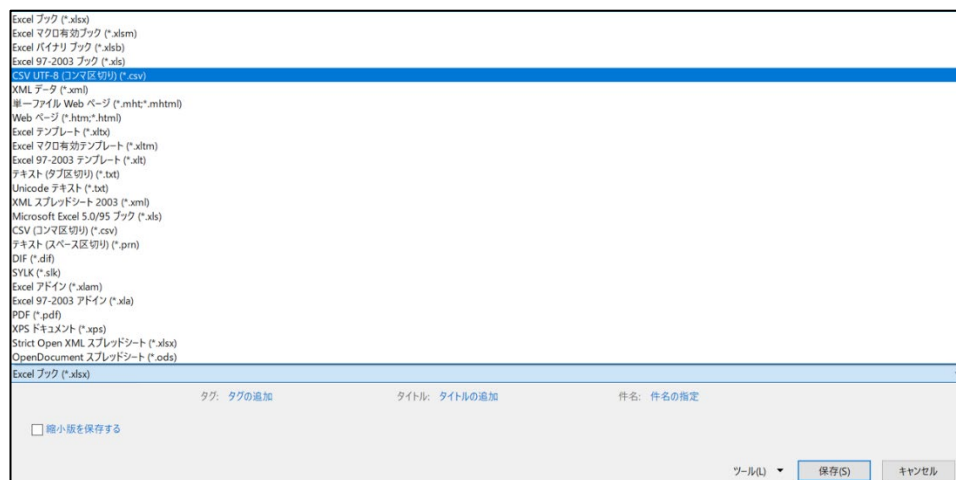 Excel ブック (*.xlsx)
Excel マクロ有効ブック (*.xlsm)
Excel バイナリ ブック (*.xlsb)
Excel 97-2003 ブック (*.xls)
CSV UTF-8 (コンマ区切り) (*.csv)
XML データ (*.xml)
単一ファイル Web ページ (*.mht;*.mhtml)
Web ページ (*.htm;*.html)
Excel テンプレート (*.xltx)
Excel マクロ有効テンプレート (*.xltm)
Excel 97-2003 テンプレート (*.xlt)
テキスト (タブ区切り) (*.txt)
Unicode テキスト (*.txt)
XML スプレッドシート 2003 (*.xml)
Microsoft Excel 5.0/95 ブック (*.xls)
CSV (コンマ区切り) (*.csv)
テキスト (スペース区切り) (*.prn)
DIF (*.dif)
SYLK (*.slk)
Excel アドイン (*.xlam)
Excel 97-2003 アドイン (*.xla)
PDF (*.pdf)
XPS ドキュメント (*.xps)
Strict Open XML スプレッドシート (*.xlsx)
OpenDocument スプレッドシート (*.ods)
Excel ブック (*.xlsx)
タグ: タグの追加 タイトル: タイトルの追加 件名: 件名の指定
縮小版を保存する
ツール(L) 保存(S) キャンセル